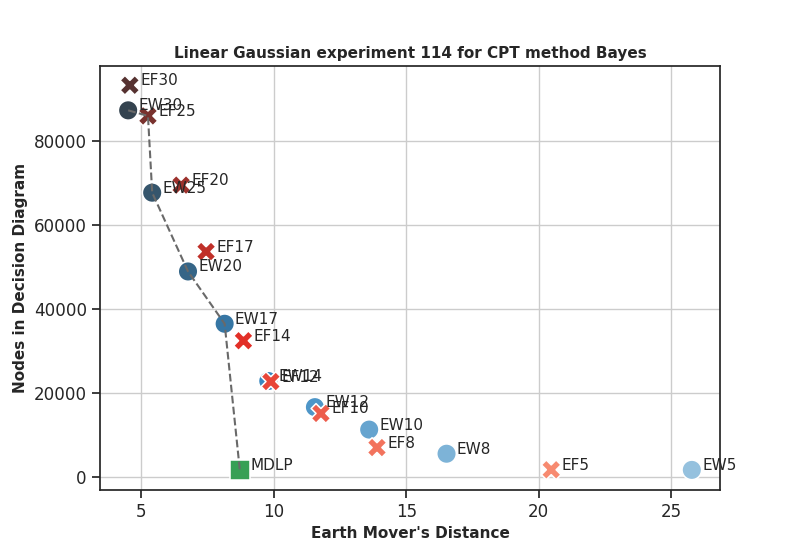 Linear Gaussian experiment 114 for CPT method Bayes
EF30
EW30
EF25
EF20
EW25
EF17
EW20
EW17
EF14
EW14
EF12
EW12
EF10
EW10
EF8
EW8
EF5
EW5
MDLP
80000
60000
40000
20000
0
Nodes in Decision Diagram
5
10
15
20
25
Earth Mover's Distance